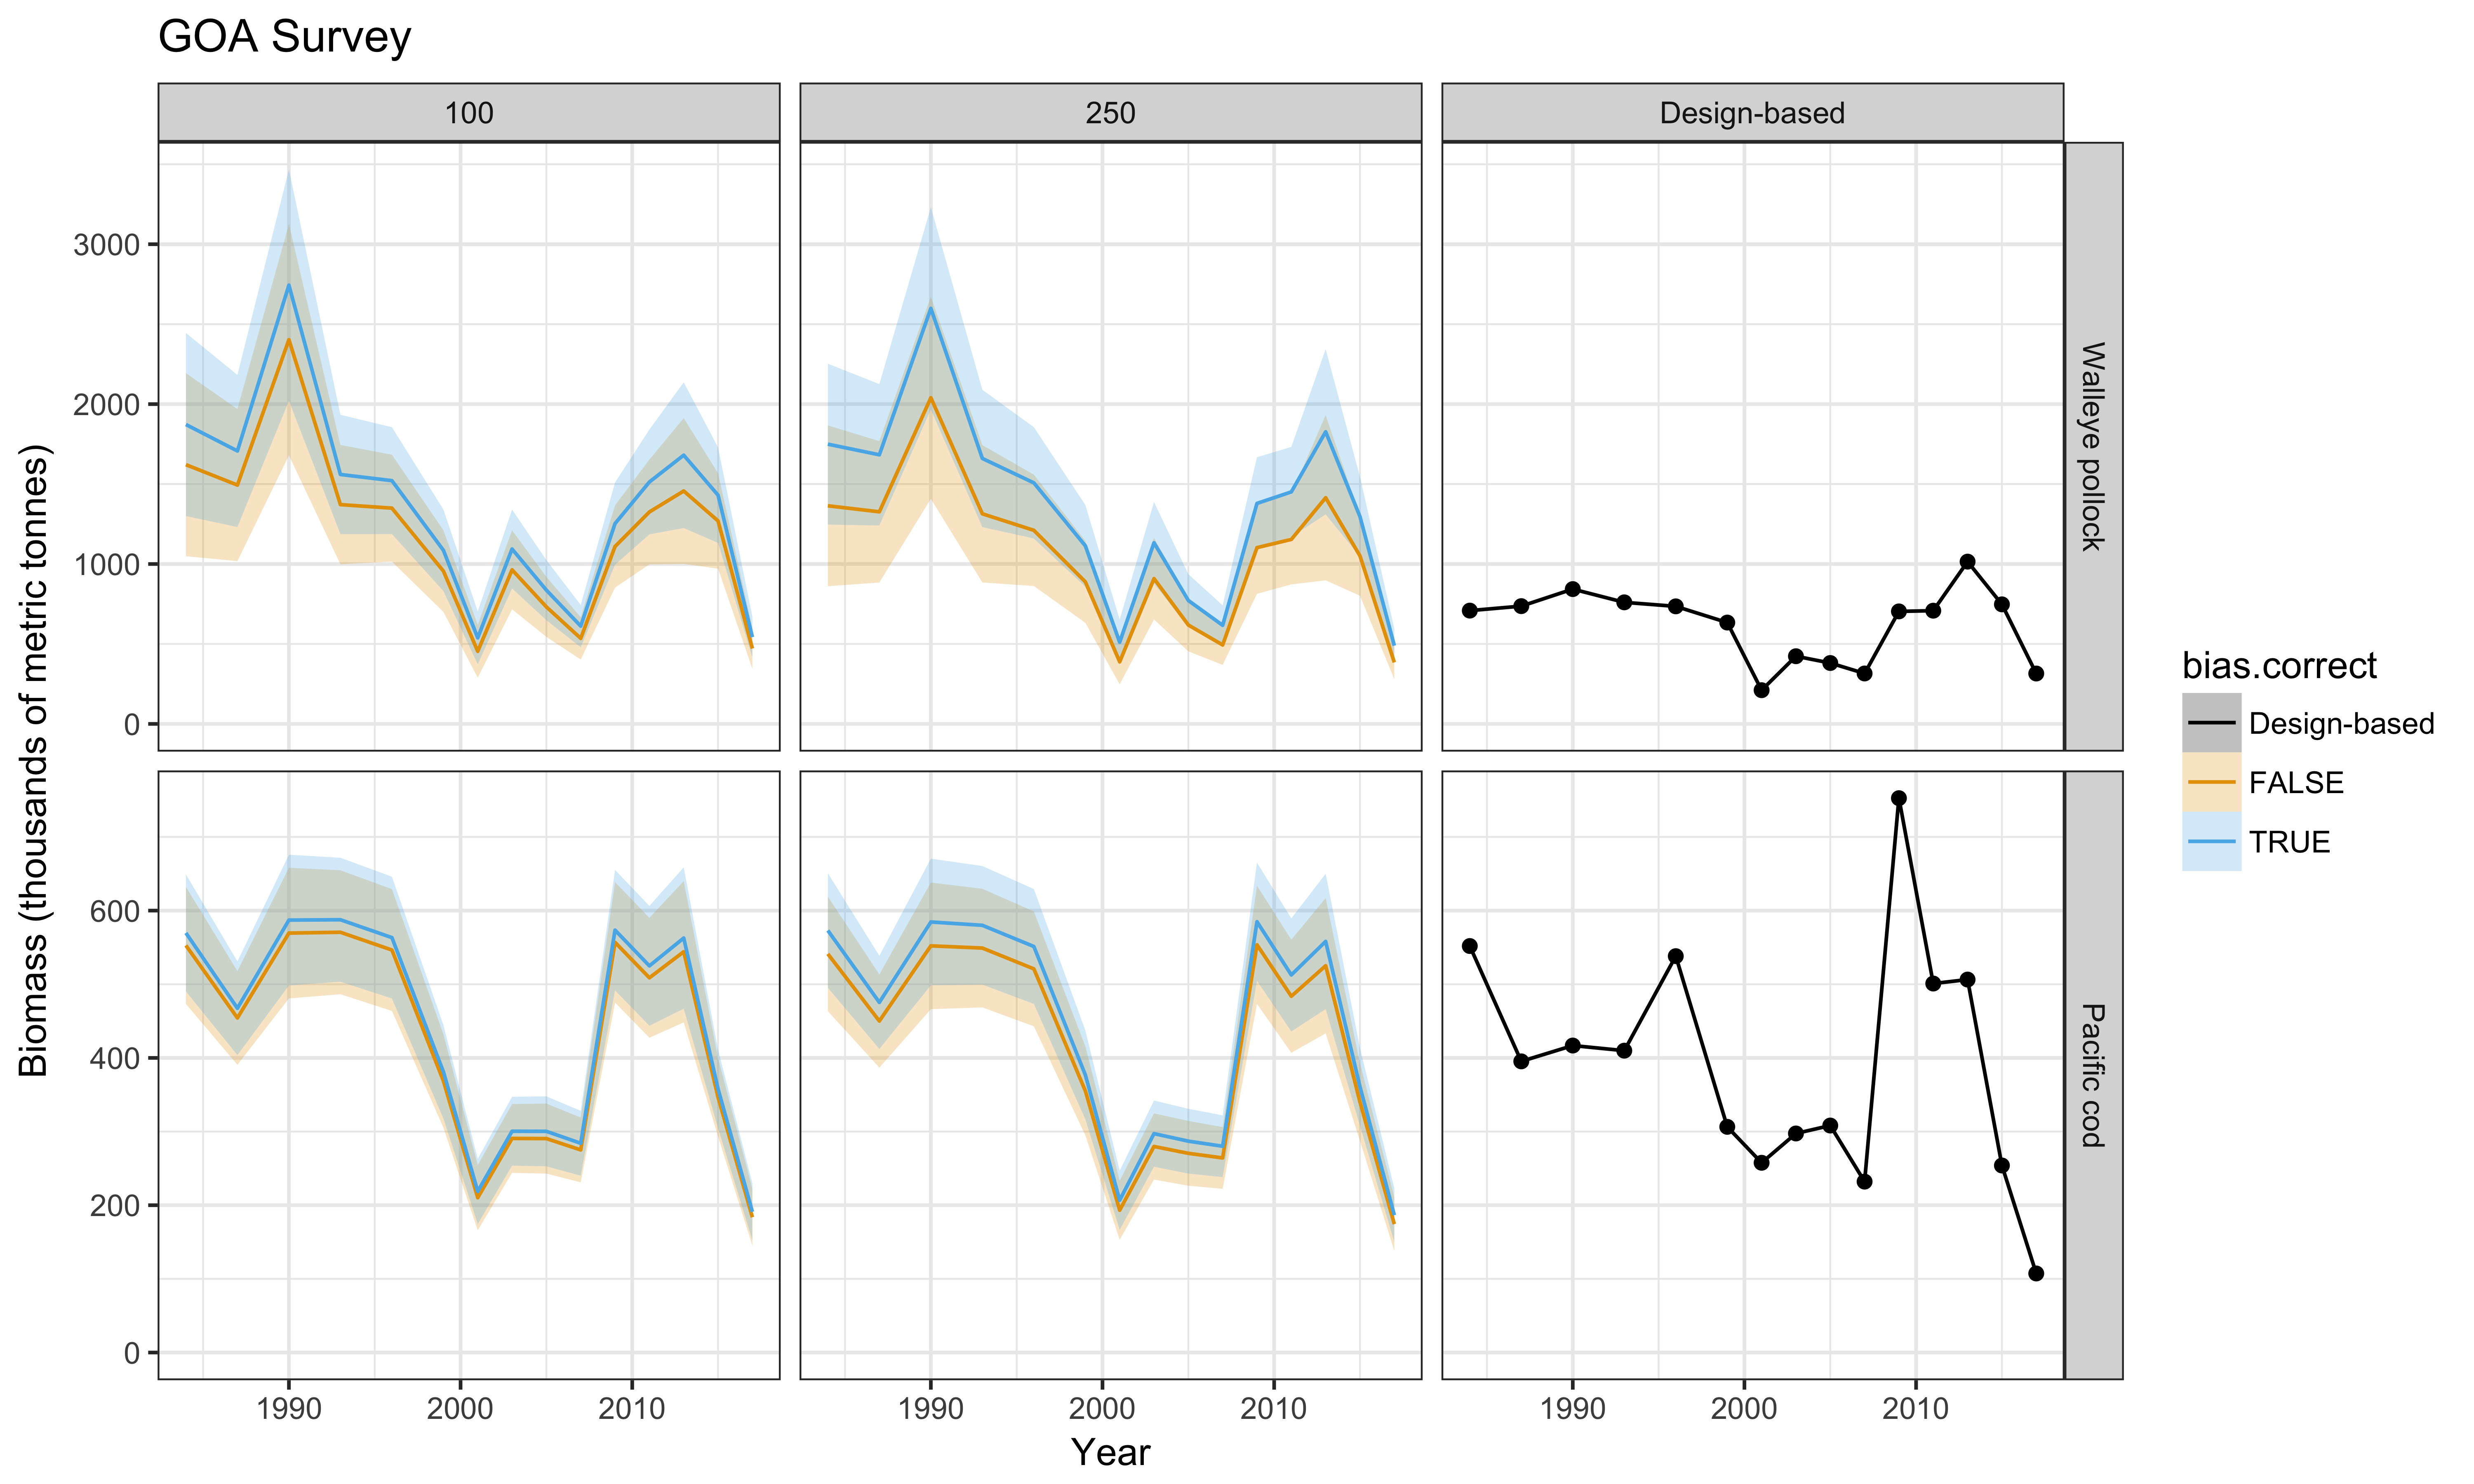 GOA Survey
100
250
Design-based
Biomass (thousands of metric tonnes)
3000
2000
1000
0
Walleye pollock
600
400
200
0
Pacific cod
1990
2000
2010
1990
2000
2010
1990
2000
2010
Year
bias.correct
Design-based
FALSE
TRUE